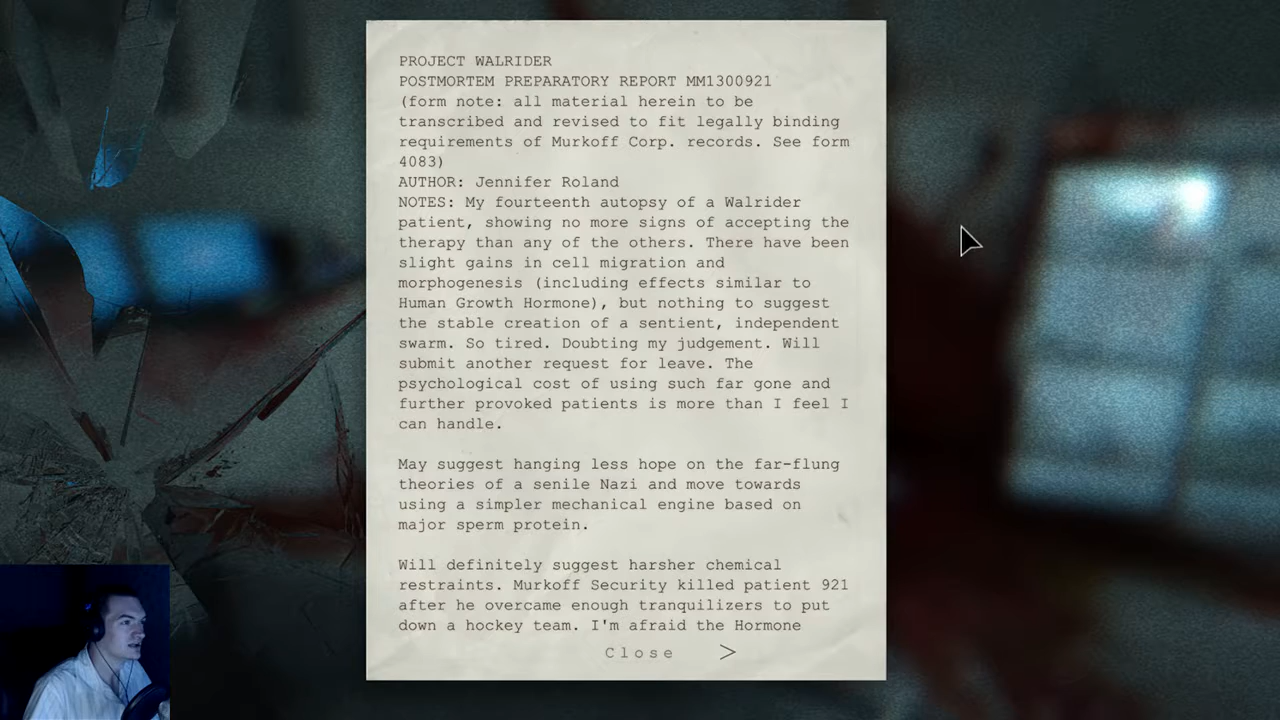 PROJECT WALRIDER
POSTMORTEM PREPARATORY REPORT MM1300921
(form note: all material herein to be
transcribed and revised to fit legally binding
requirements of Murkoff Corp. records. See form
4083)
AUTHOR: Jennifer Roland
NOTES: My fourteenth autopsy of a Walrider
patient, showing no more signs of accepting the
therapy than any of the others. There have been
slight gains in cell migration and
morphogenesis (including effects similar to
Human Growth Hormone), but nothing to suggest
the stable creation of a sentient, independent
swarm. So tired. Doubting my judgement. Will
submit another request for leave. The
psychological cost of using such far gone and
further provoked patients is more than I feel I
can handle.
May suggest hanging less hope on the far-flung
theories of a senile Nazi and move towards
using a simpler mechanical engine based on
major sperm protein.
Will definitely suggest harsher chemical
restraints. Murkoff Security killed patient 921
after he overcame enough tranquilizers to put
down a hockey team. I'm afraid the Hormone
Close >